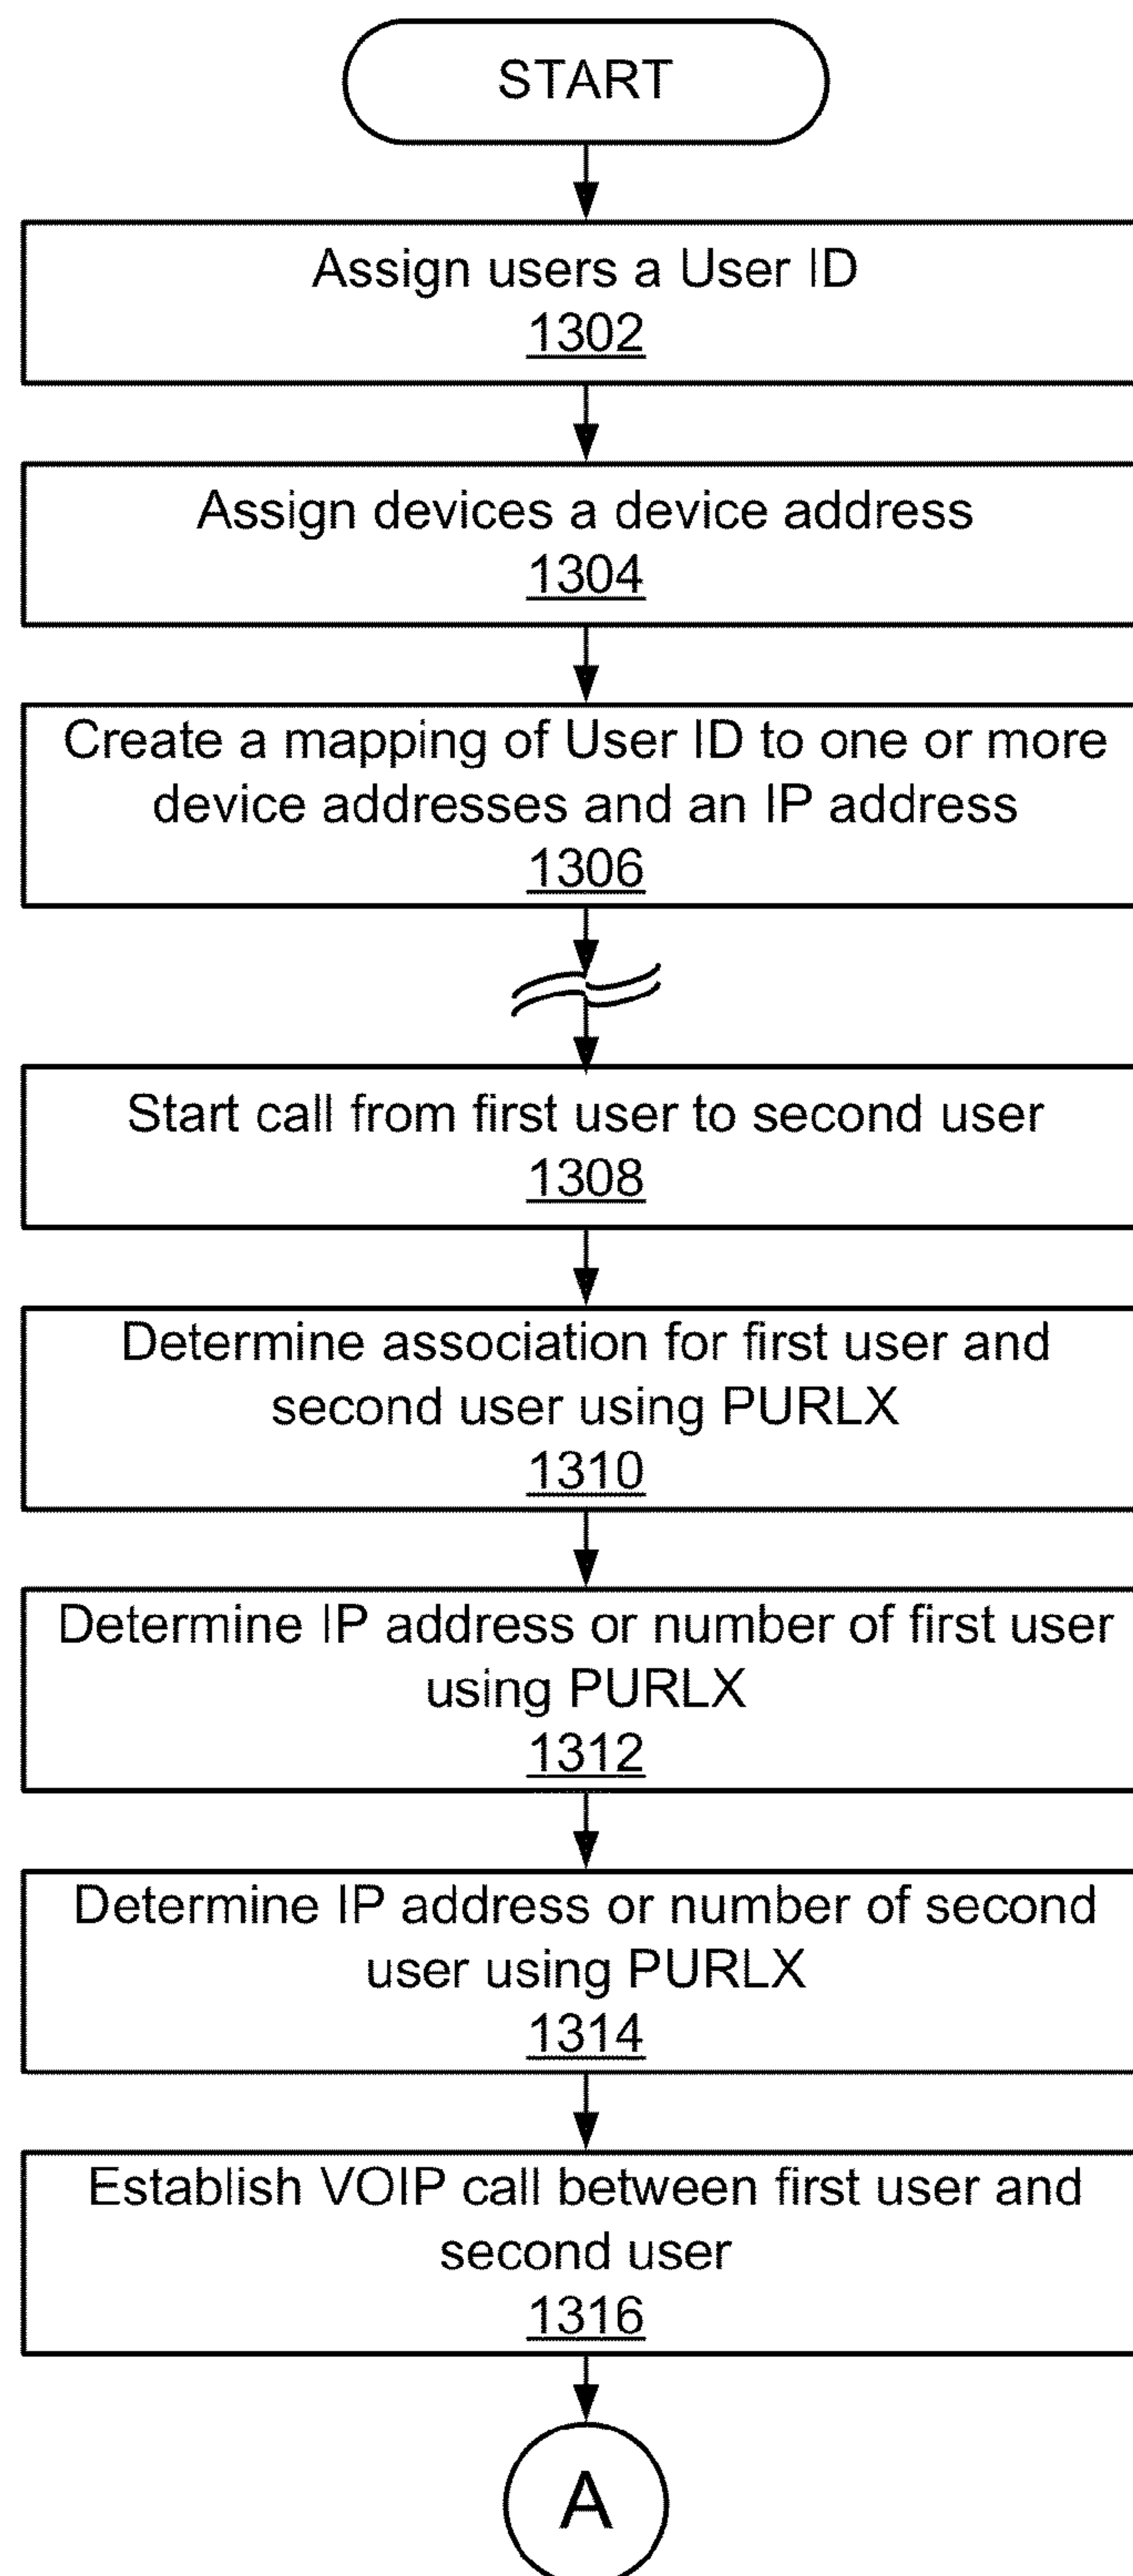 START
Assign users a User ID
1302
Assign devices a device address
1304
Create a mapping of User ID to one or more
device addresses and an IP address
1306
Start call from first user to second user
1308
Determine association for first user and
second user using PURLX
1310
Determine IP address or number of first user
using PURLX
1312
Determine IP address or number of second
user using PURLX
1314
Establish VOIP call between first user and
second user
1316
A